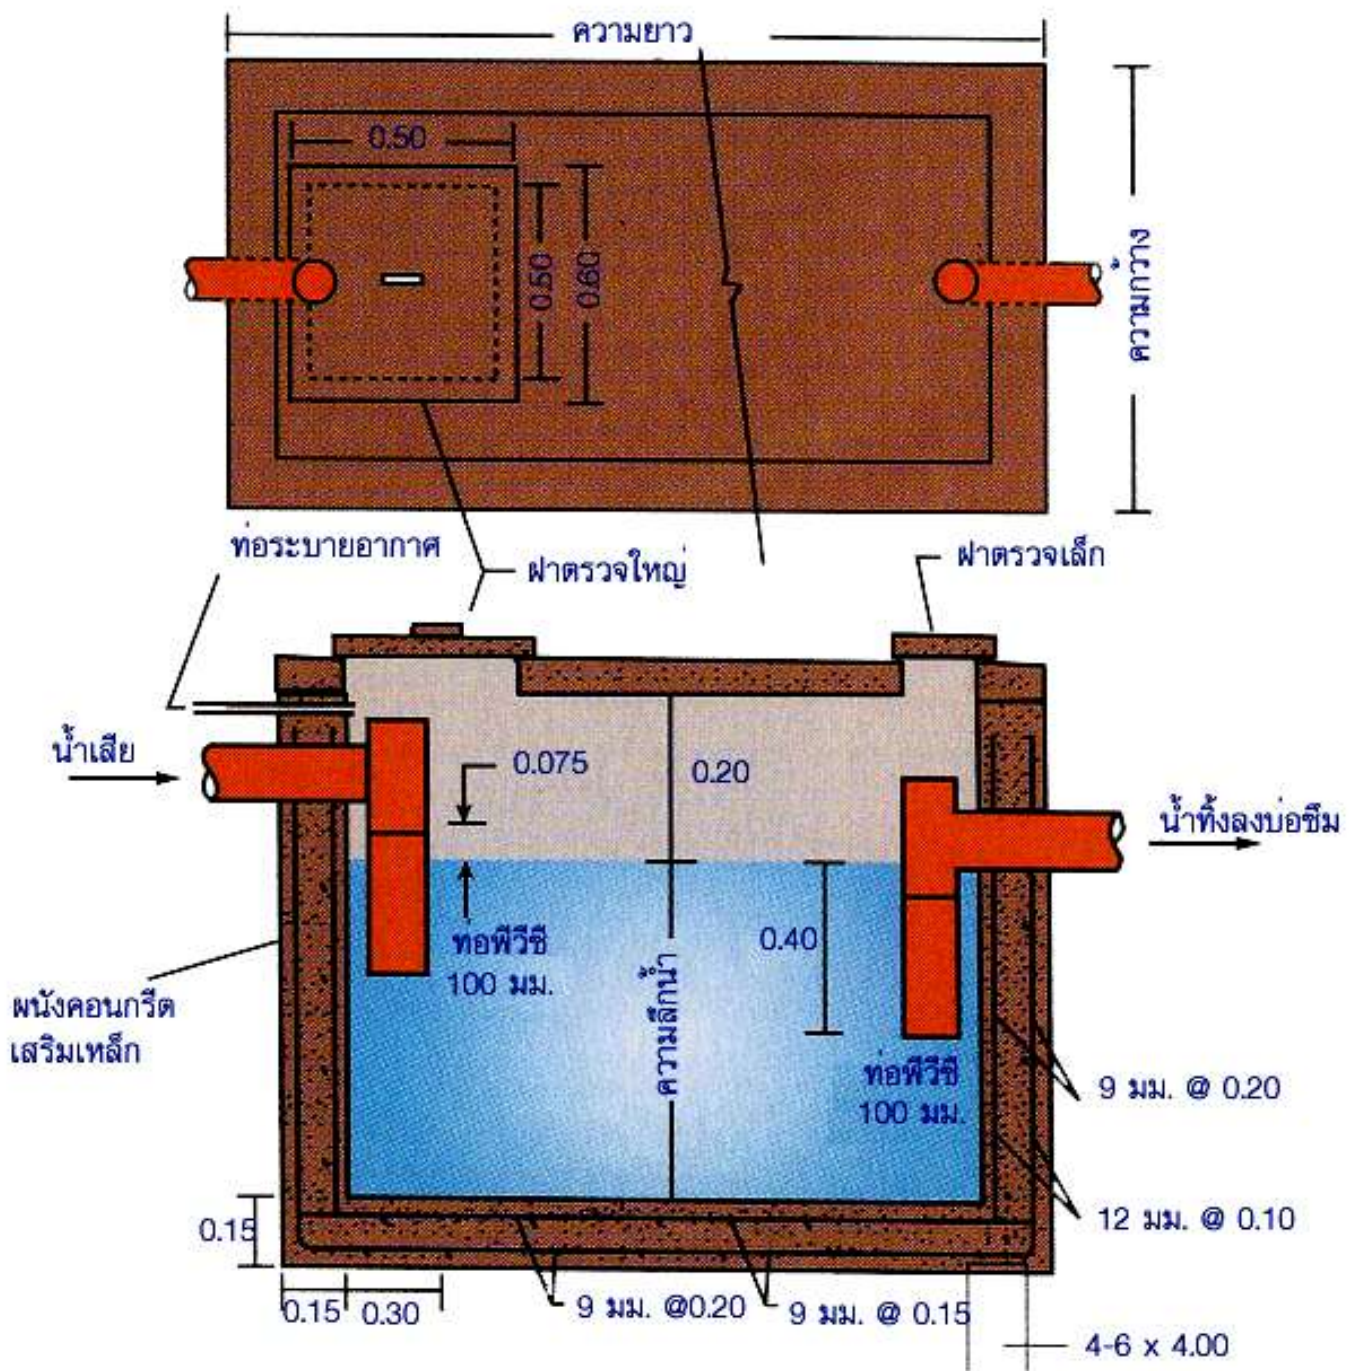 ความยาว
0.50
0.50
0.60
ความกว้าง
ท่อระบายอากาศ
ฝาตรวจใหญ่
ฝาตรวจเล็ก
น้ำเสีย
0.075
0.20
น้ำทิ้งลงบ่อซึม
ท่อพีวีซี
100 มม.
ความลึกน้ำ
0.40
ผนังคอนกรีต
เสริมเหล็ก
ท่อพีวีซี
100 มม.
9 มม. @ 0.20
12 มม. @ 0.10
0.15
0.15
0.30
9 มม. @0.20
9 มม. @ 0.15
4-6 x 4.00